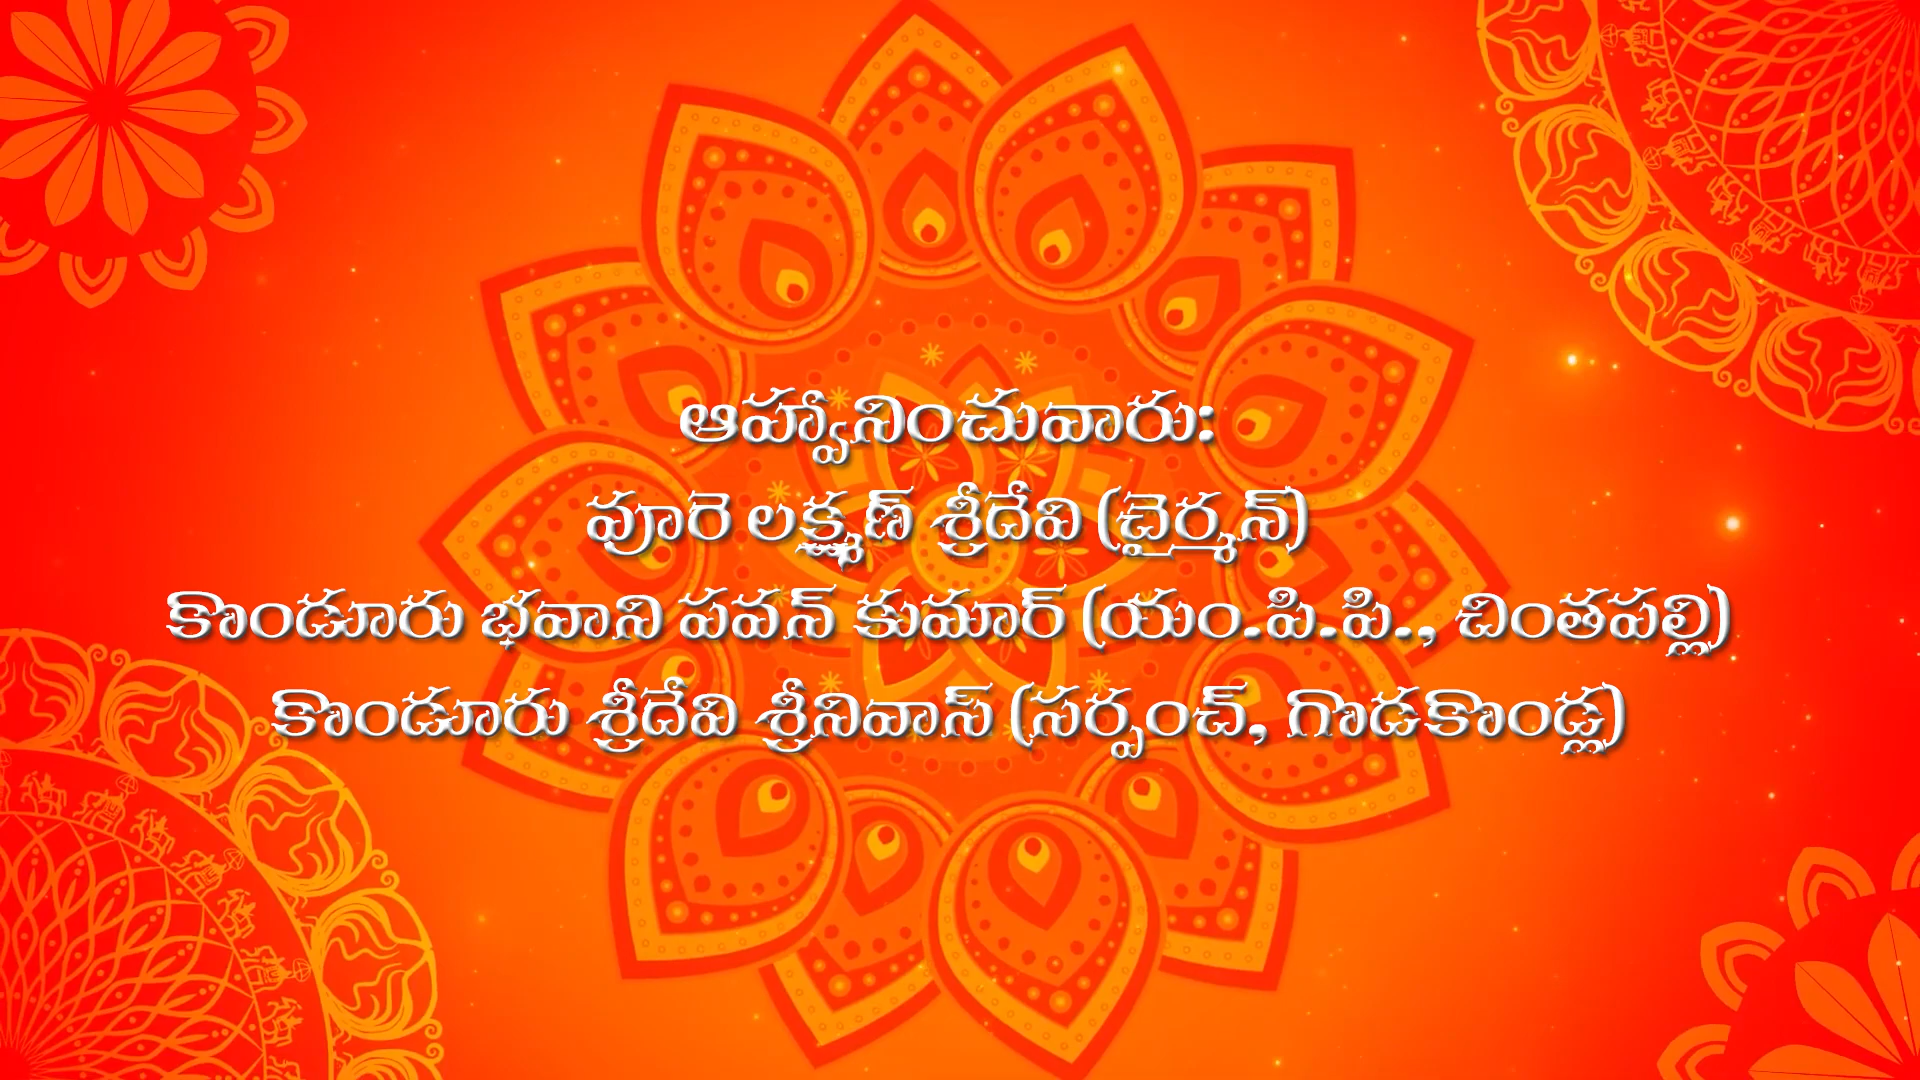 ఆహ్వానించువారు:
పూరె లక్ష్మణ్ శ్రీదేవి (ఛైర్మన్)
కొండూరు భవాని పవన్ కుమార్ (యం.పి.పి., చింతపల్లి)
కొండూరు శ్రీదేవి శ్రీనివాస్ (సర్పంచ్, గొడకొండ్ల)